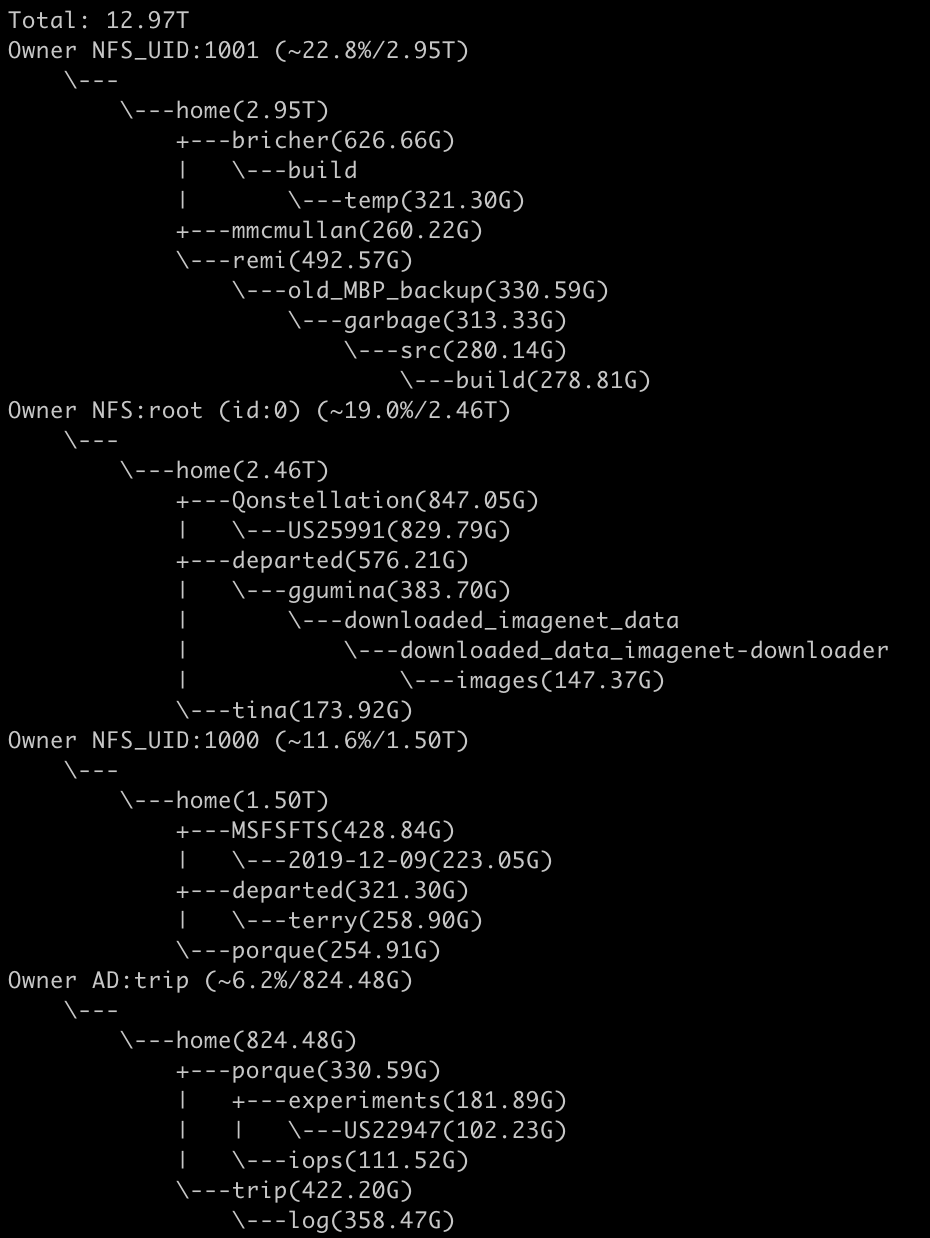 Total: 12.97T
Owner NFS_UID:1001 (~22.8%/2.95T)
    \---
        \---home(2.95T)
            +---bricher(626.66G)
            |   \---build
            |       \---temp(321.30G)
            +---mmcmullan(260.22G)
            \---remi(492.57G)
                \---old_MBP_backup(330.59G)
                    \---garbage(313.33G)
                        \---src(280.14G)
                            \---build(278.81G)
Owner NFS:root (id:0) (~19.0%/2.46T)
    \---
        \---home(2.46T)
            +---Qonstellation(847.05G)
            |   \---US25991(829.79G)
            +---departed(576.21G)
            |   \---ggumina(383.70G)
            |       \---downloaded_imagenet_data
            |           \---downloaded_data_imagenet-downloader
            |               \---images(147.37G)
            \---tina(173.92G)
Owner NFS_UID:1000 (~11.6%/1.50T)
    \---
        \---home(1.50T)
            +---MSFSFTS(428.84G)
            |   \---2019-12-09(223.05G)
            +---departed(321.30G)
            |   \---terry(258.90G)
            \---porque(254.91G)
Owner AD:trip (~6.2%/824.48G)
    \---
        \---home(824.48G)
            +---porque(330.59G)
            |   +---experiments(181.89G)
            |   |   \---US22947(102.23G)
            |   \---iops(111.52G)
            \---trip(422.20G)
                \---log(358.47G)